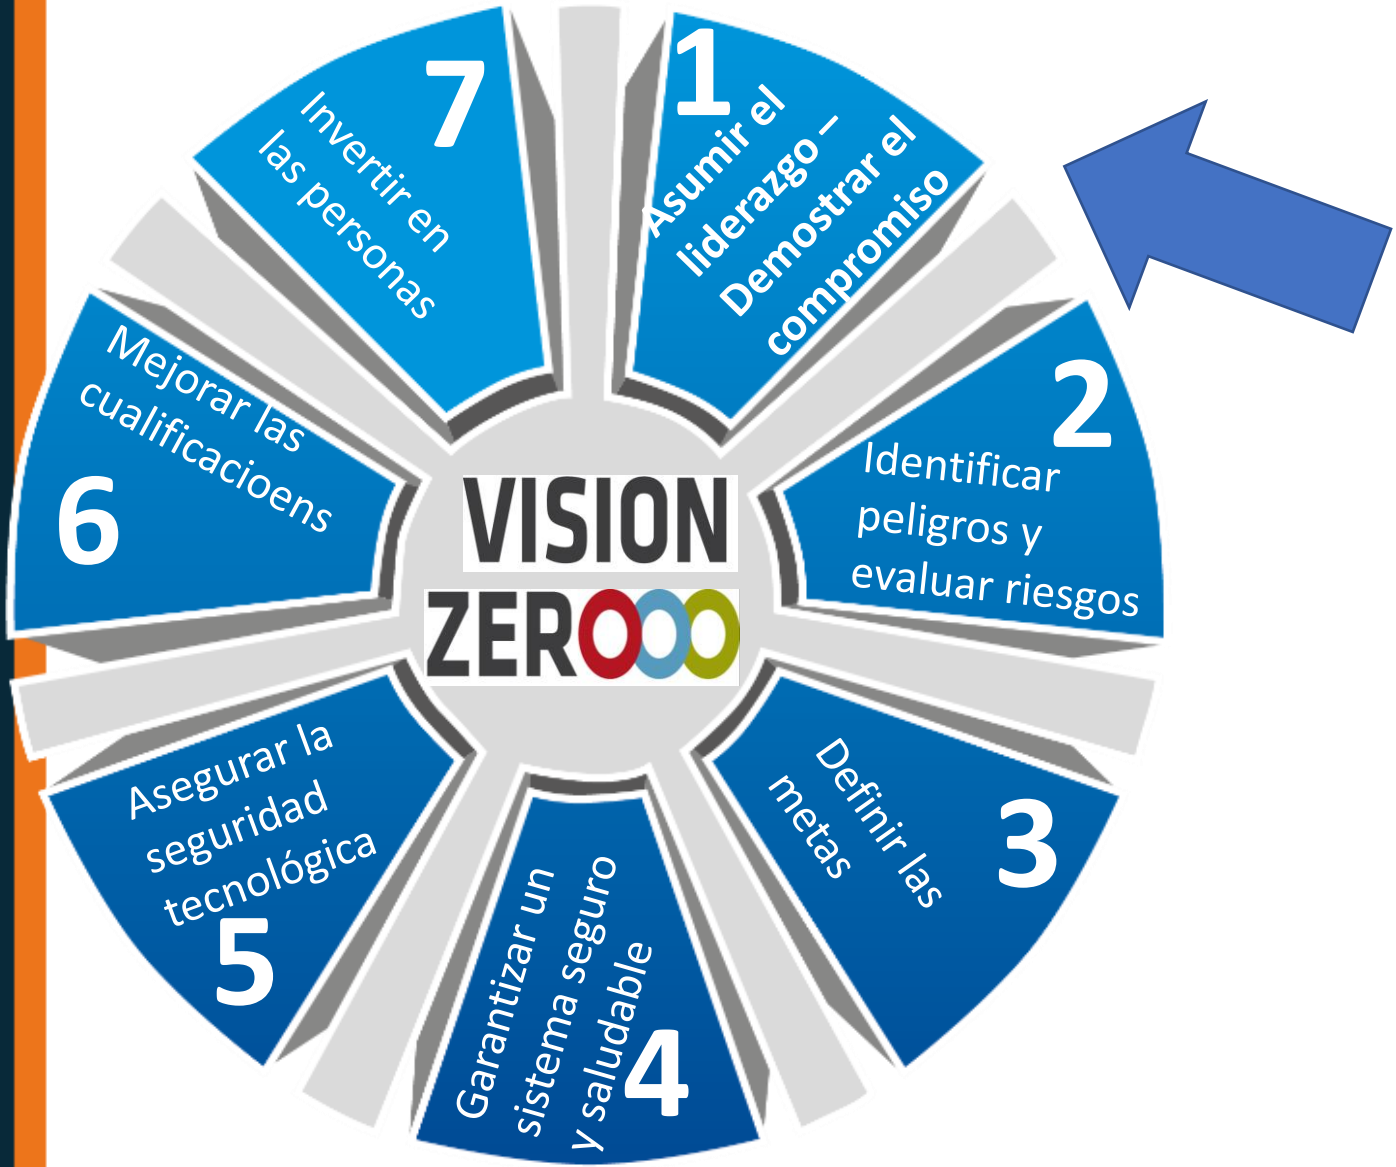 1
Asumir el
liderazgo –
Demostrar el
compromiso
2
Identificar
peligros y
evaluar riesgos
3
Definir las
metas
4
Garantizar un
sistema seguro
y saludable
5
Asegurar la
seguridad
tecnológica
6
Mejorar las
cualificacioens
7
Invertir en
las personas
VISION
ZEROOO